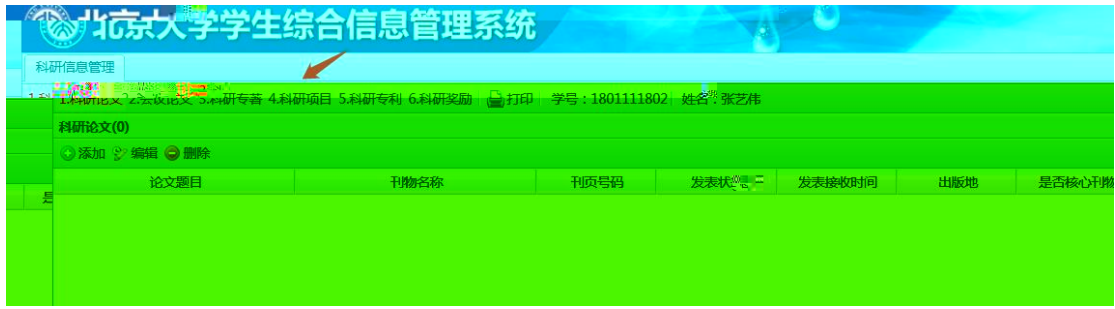 北京大学学生综合信息管理系统
科研信息管理
1.科研论文 2.会议论文 3.科研专著 4.科研项目 5.科研专利 6.科研奖励 打印 学号：1801111802 姓名：张艺伟
科研论文(0)
添加 编辑 删除
论文题目 刊物名称 刊页号码 发表状 发表接收时间 出版地 是否核心刊物
是